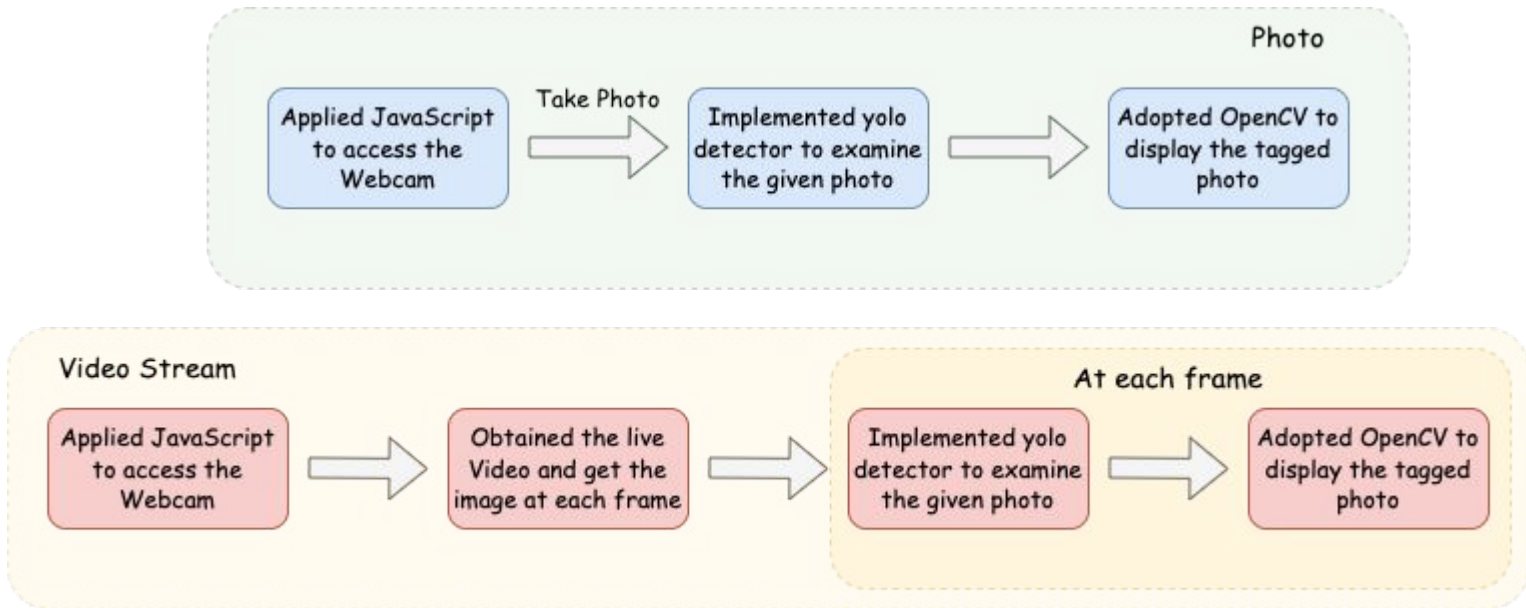 Photo
Applied JavaScript
to access the
Webcam
Take Photo
Implemented yolo
detector to examine
the given photo
Adopted OpenCV to
display the tagged
photo
Video Stream
At each frame
Applied JavaScript
to access the
Webcam
Obtained the live
Video and get the
image at each frame
Implemented yolo
detector to examine
the given photo
Adopted OpenCV to
display the tagged
photo